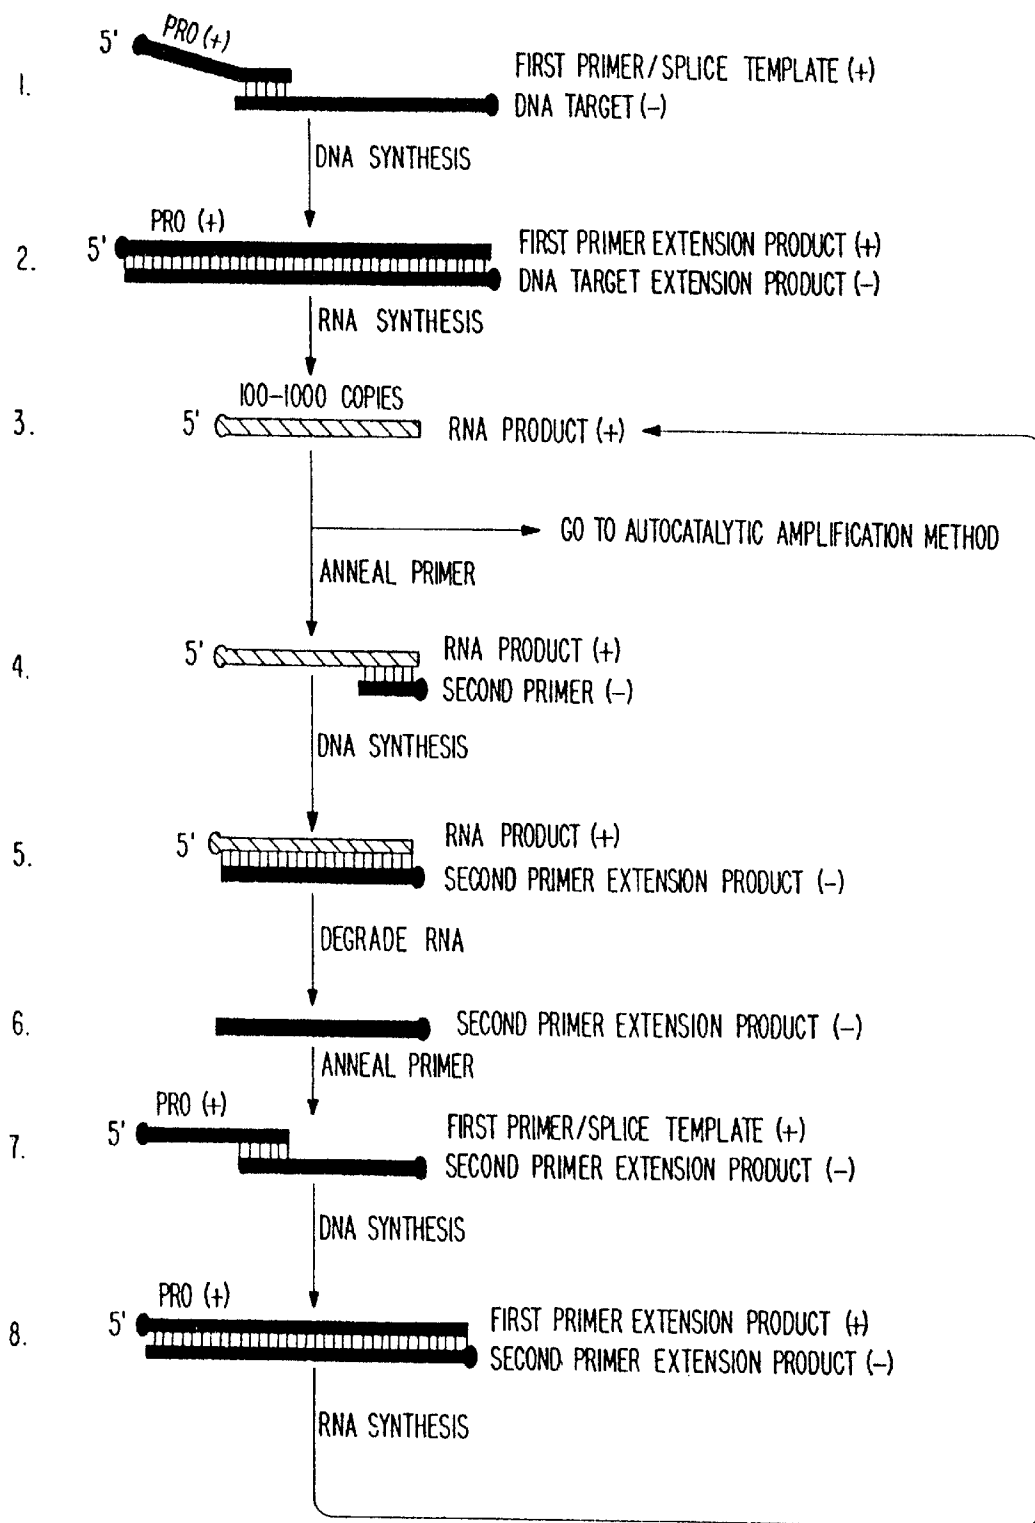 5' PRO (+)
1.
FIRST PRIMER/SPLICE TEMPLATE (+)
DNA TARGET (-)
DNA SYNTHESIS
PRO (+)
2.
5'
FIRST PRIMER EXTENSION PRODUCT (+)
DNA TARGET EXTENSION PRODUCT (-)
RNA SYNTHESIS
100-1000 COPIES
3.
5'
RNA PRODUCT (+)
GO TO AUTOCATALYTIC AMPLIFICATION METHOD
ANNEAL PRIMER
4.
5'
RNA PRODUCT (+)
SECOND PRIMER (-)
DNA SYNTHESIS
5.
5'
RNA PRODUCT (+)
SECOND PRIMER EXTENSION PRODUCT (-)
DEGRADE RNA
6.
SECOND PRIMER EXTENSION PRODUCT (-)
ANNEAL PRIMER
PRO (+)
7.
5'
FIRST PRIMER/SPLICE TEMPLATE (+)
SECOND PRIMER EXTENSION PRODUCT (-)
DNA SYNTHESIS
PRO (+)
8.
5'
FIRST PRIMER EXTENSION PRODUCT (+)
SECOND PRIMER EXTENSION PRODUCT (-)
RNA SYNTHESIS